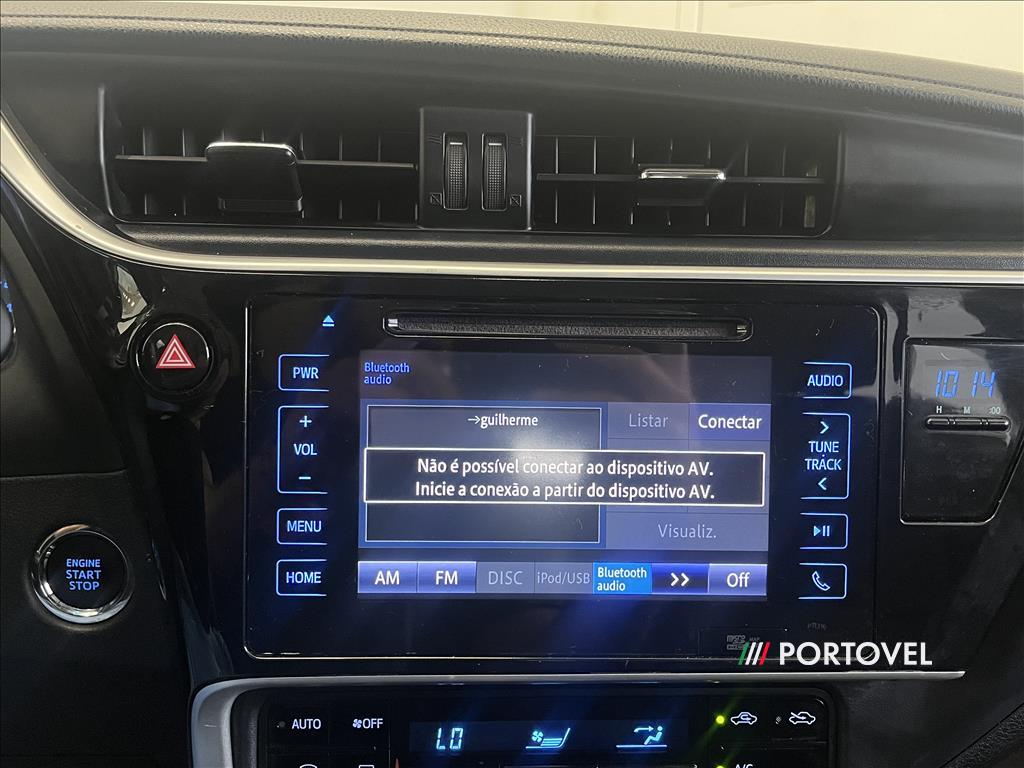 PWR
+
VOL
−
MENU
HOME
ENGINE
START
STOP
Bluetooth
audio
→guilherme
Listar
Conectar
Não é possível conectar ao dispositivo AV.
Inicie a conexão a partir do dispositivo AV.
Visualiz.
AM FM DISC iPod/USB Bluetooth audio >> Off
AUDIO
>
TUNE
TRACK
<
10 14
H M :00
PORTOVEL
AUTO
OFF
LO
A/C